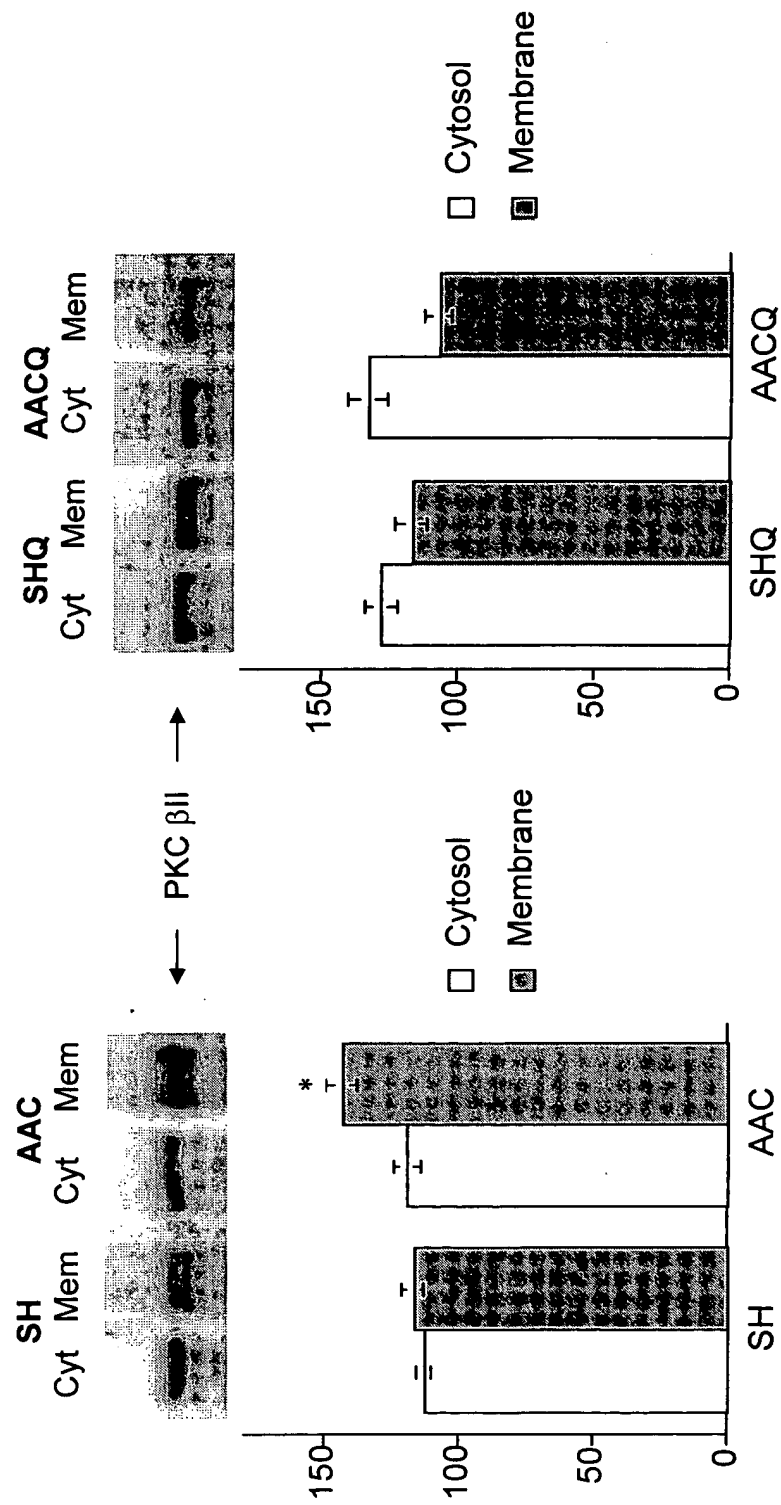 SH AAC
Cyt Mem Cyt Mem
← PKC βII →
SHQ AACQ
Cyt Mem Cyt Mem
150
100
50
0
*
SH AAC
Cytosol
Membrane
150
100
50
0
SHQ AACQ
Cytosol
Membrane